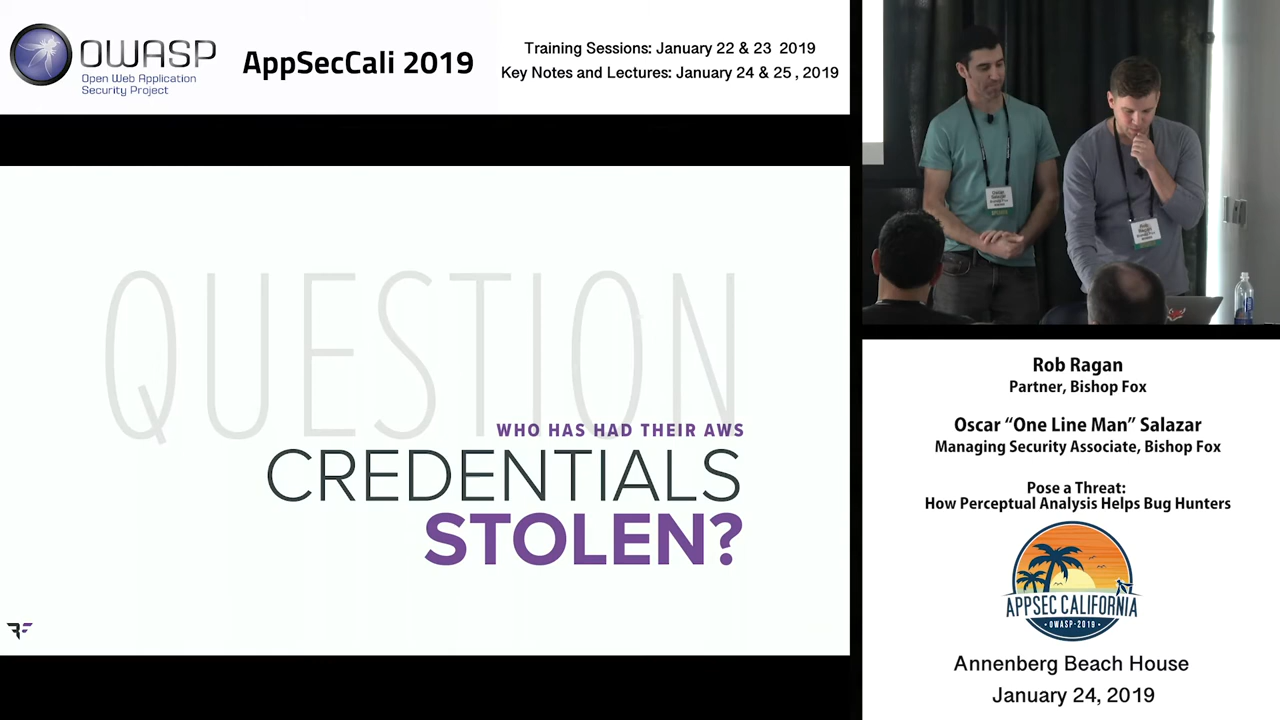 OWASP
Open Web Application
Security Project
AppSecCali 2019
Training Sessions: January 22 & 23 2019
Key Notes and Lectures: January 24 & 25 , 2019
QUESTION
WHO HAS HAD THEIR AWS
CREDENTIALS
STOLEN?
Rob Ragan
Partner, Bishop Fox
Oscar “One Line Man” Salazar
Managing Security Associate, Bishop Fox
Pose a Threat:
How Perceptual Analysis Helps Bug Hunters
APPSEC CALIFORNIA
• OWASP-2019 •
Annenberg Beach House
January 24, 2019